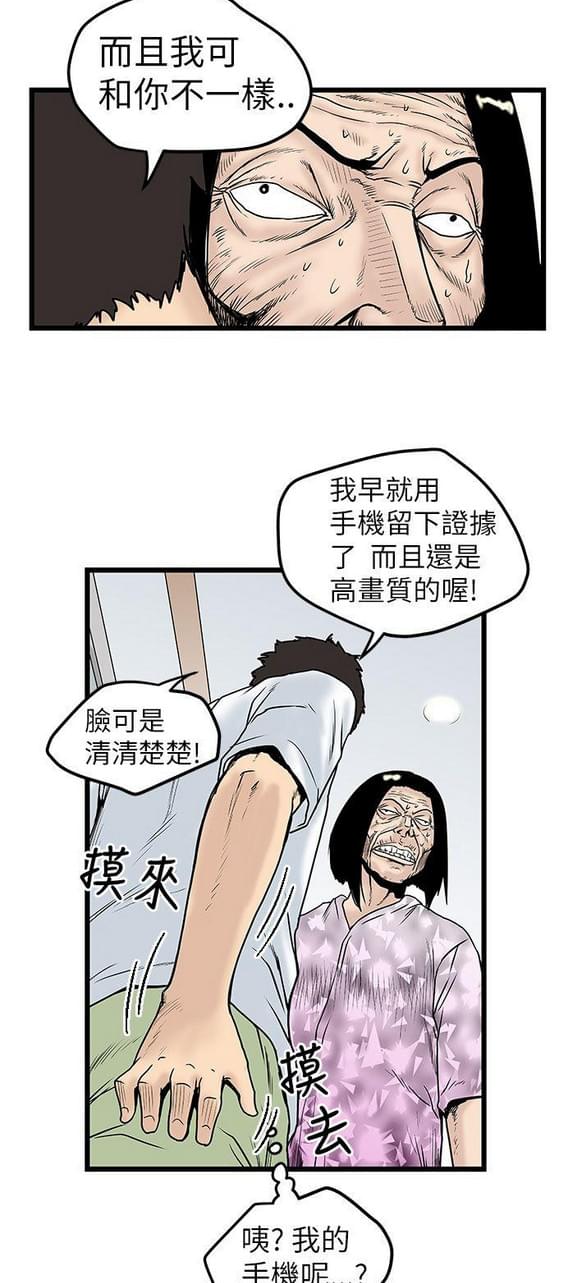 而且我可
和你不一樣..
我早就用
手機留下證據
了 而且還是
高畫質的喔!
臉可是
清清楚楚!
摸來
摸去
咦? 我的
手機呢...?